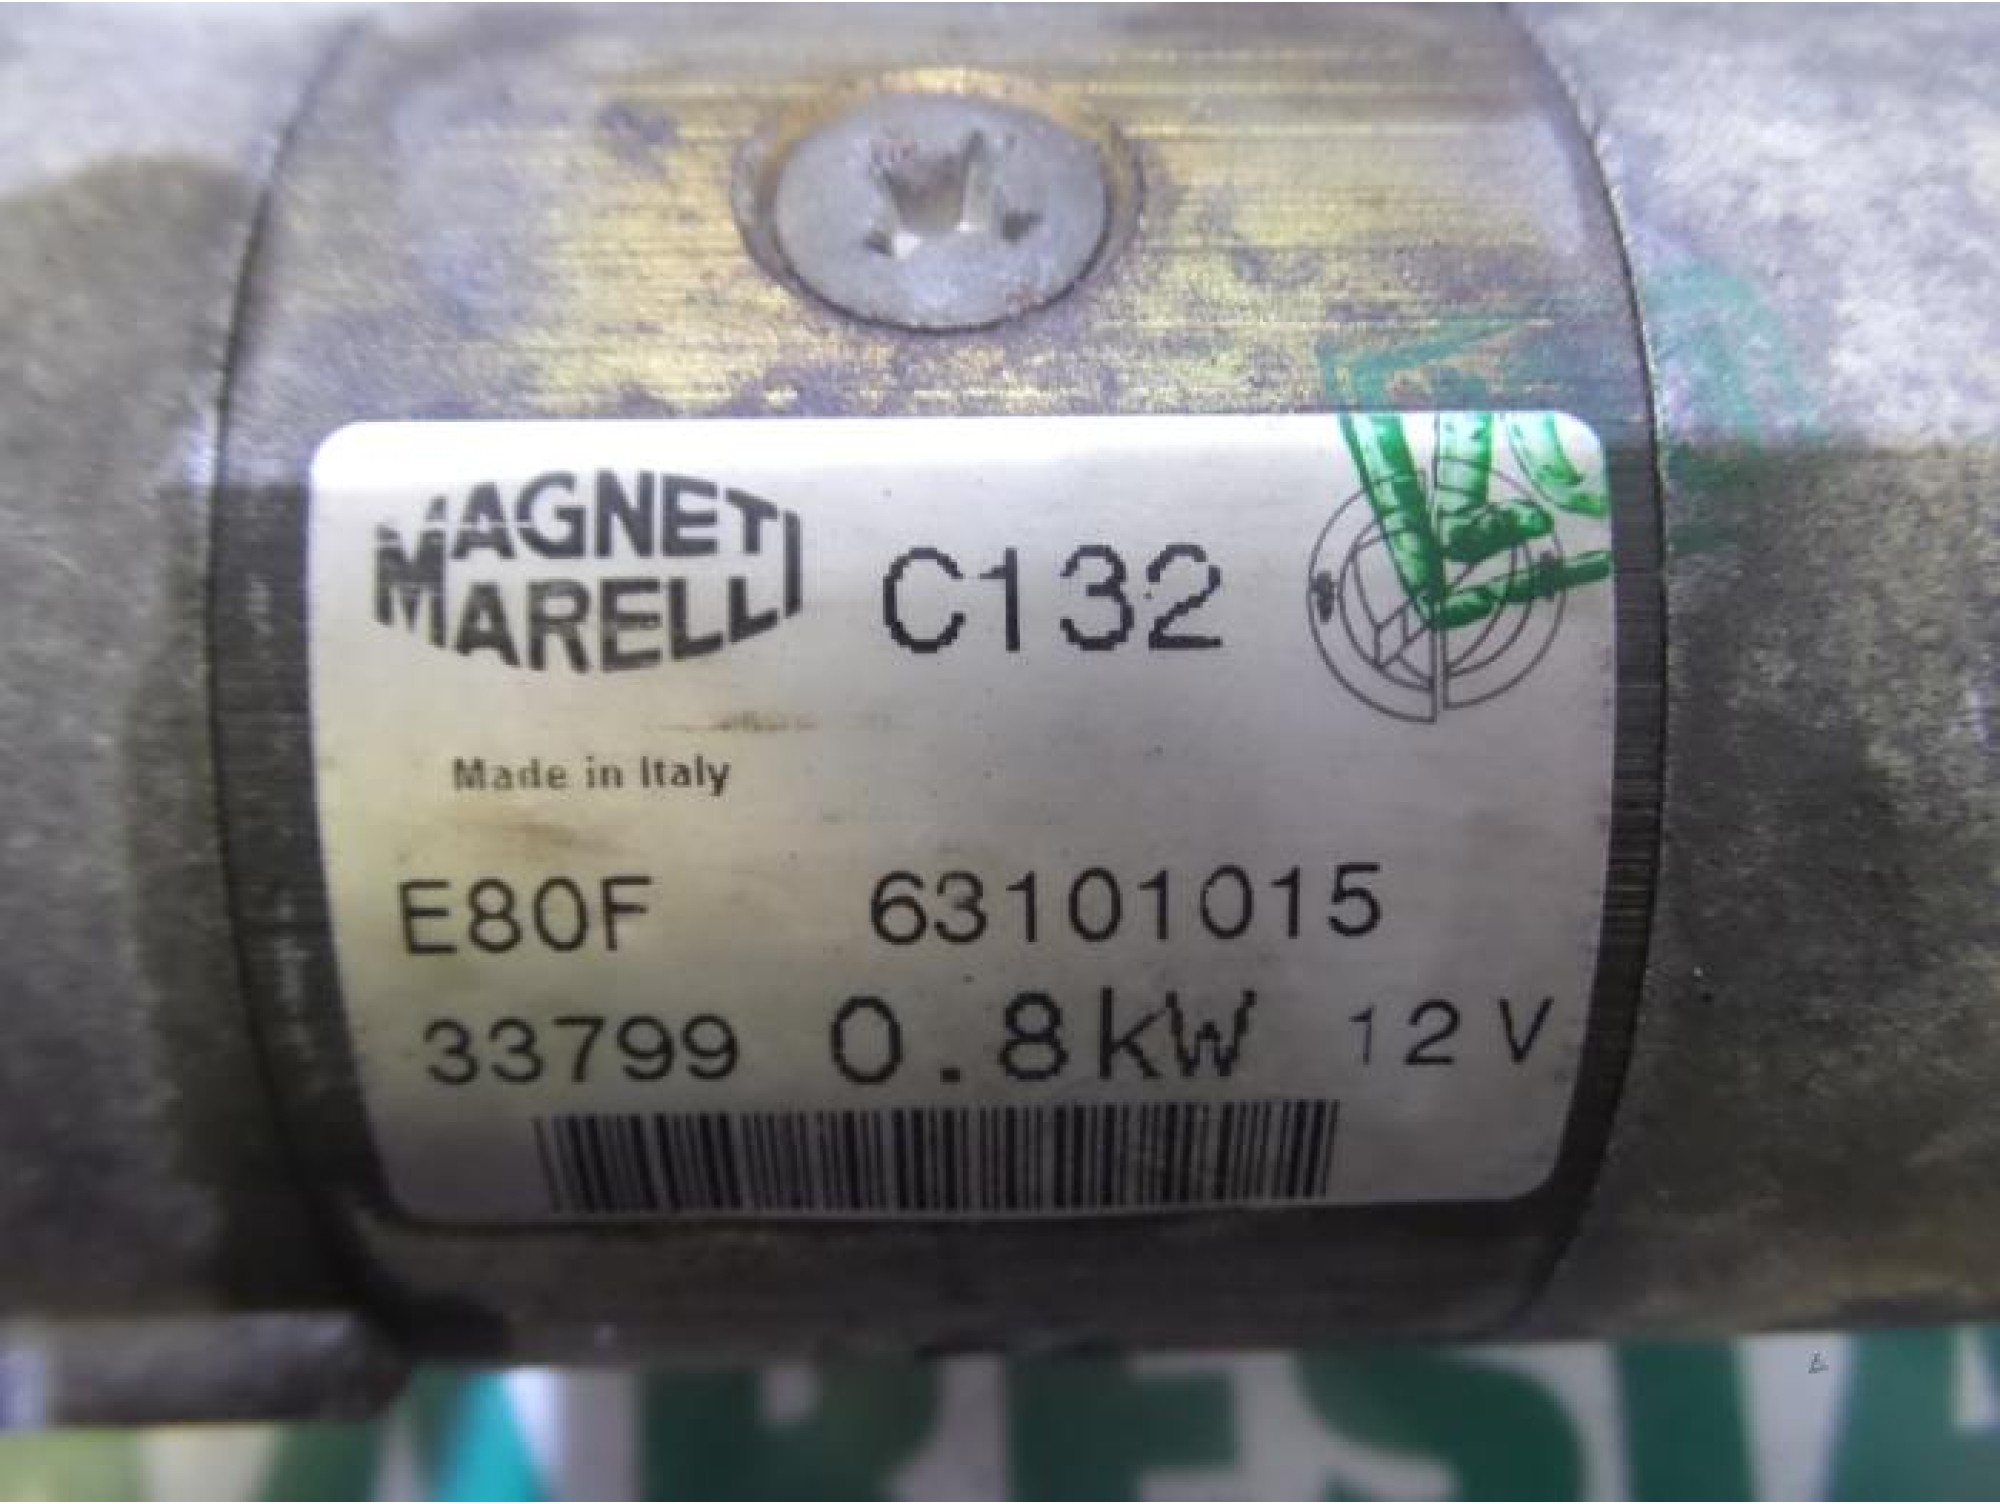 MAGNETI
MARELLI
C132
Made in Italy
E80F 63101015
33799 0.8kW 12V